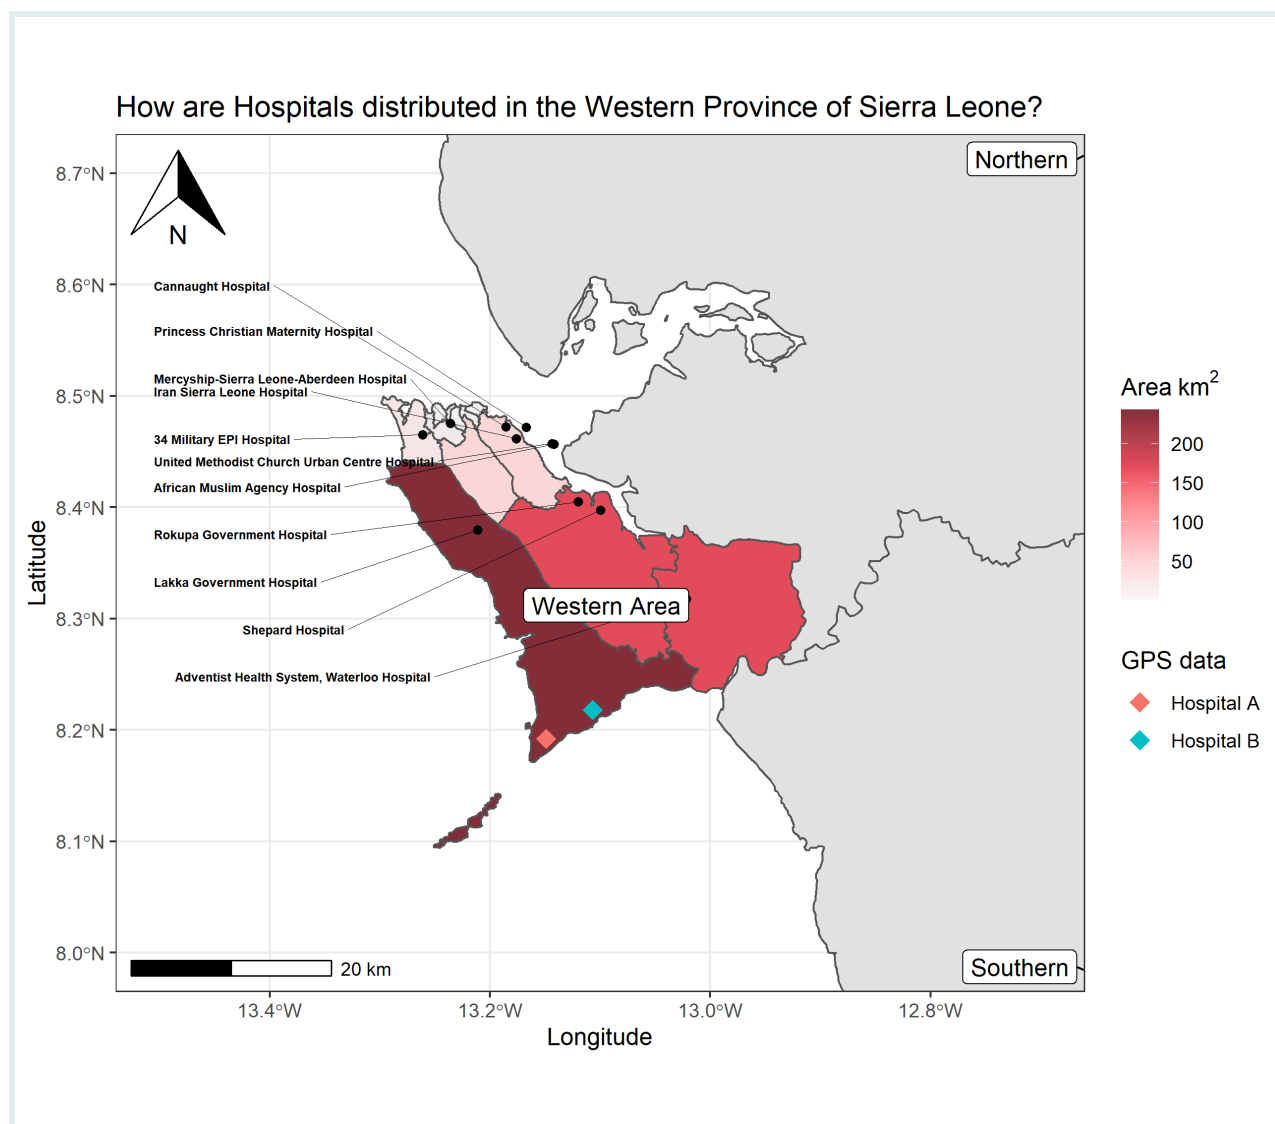 How are Hospitals distributed in the Western Province of Sierra Leone?
Northern
8.7°N
N
8.6°N
Cannaught Hospital
Princess Christian Maternity Hospital
Mercyship-Sierra Leone-Aberdeen Hospital
8.5°N
Iran Sierra Leone Hospital
34 Military EPI Hospital
United Methodist Church Urban Centre Hospital
African Muslim Agency Hospital
8.4°N
Rokupa Government Hospital
Lakka Government Hospital
Western Area
8.3°N
Shepard Hospital
Adventist Health System, Waterloo Hospital
8.2°N
8.1°N
8.0°N
20 km
Southern
13.4°W 13.2°W 13.0°W 12.8°W
Longitude
Latitude
Area km²
200
150
100
50
GPS data
Hospital A
Hospital B